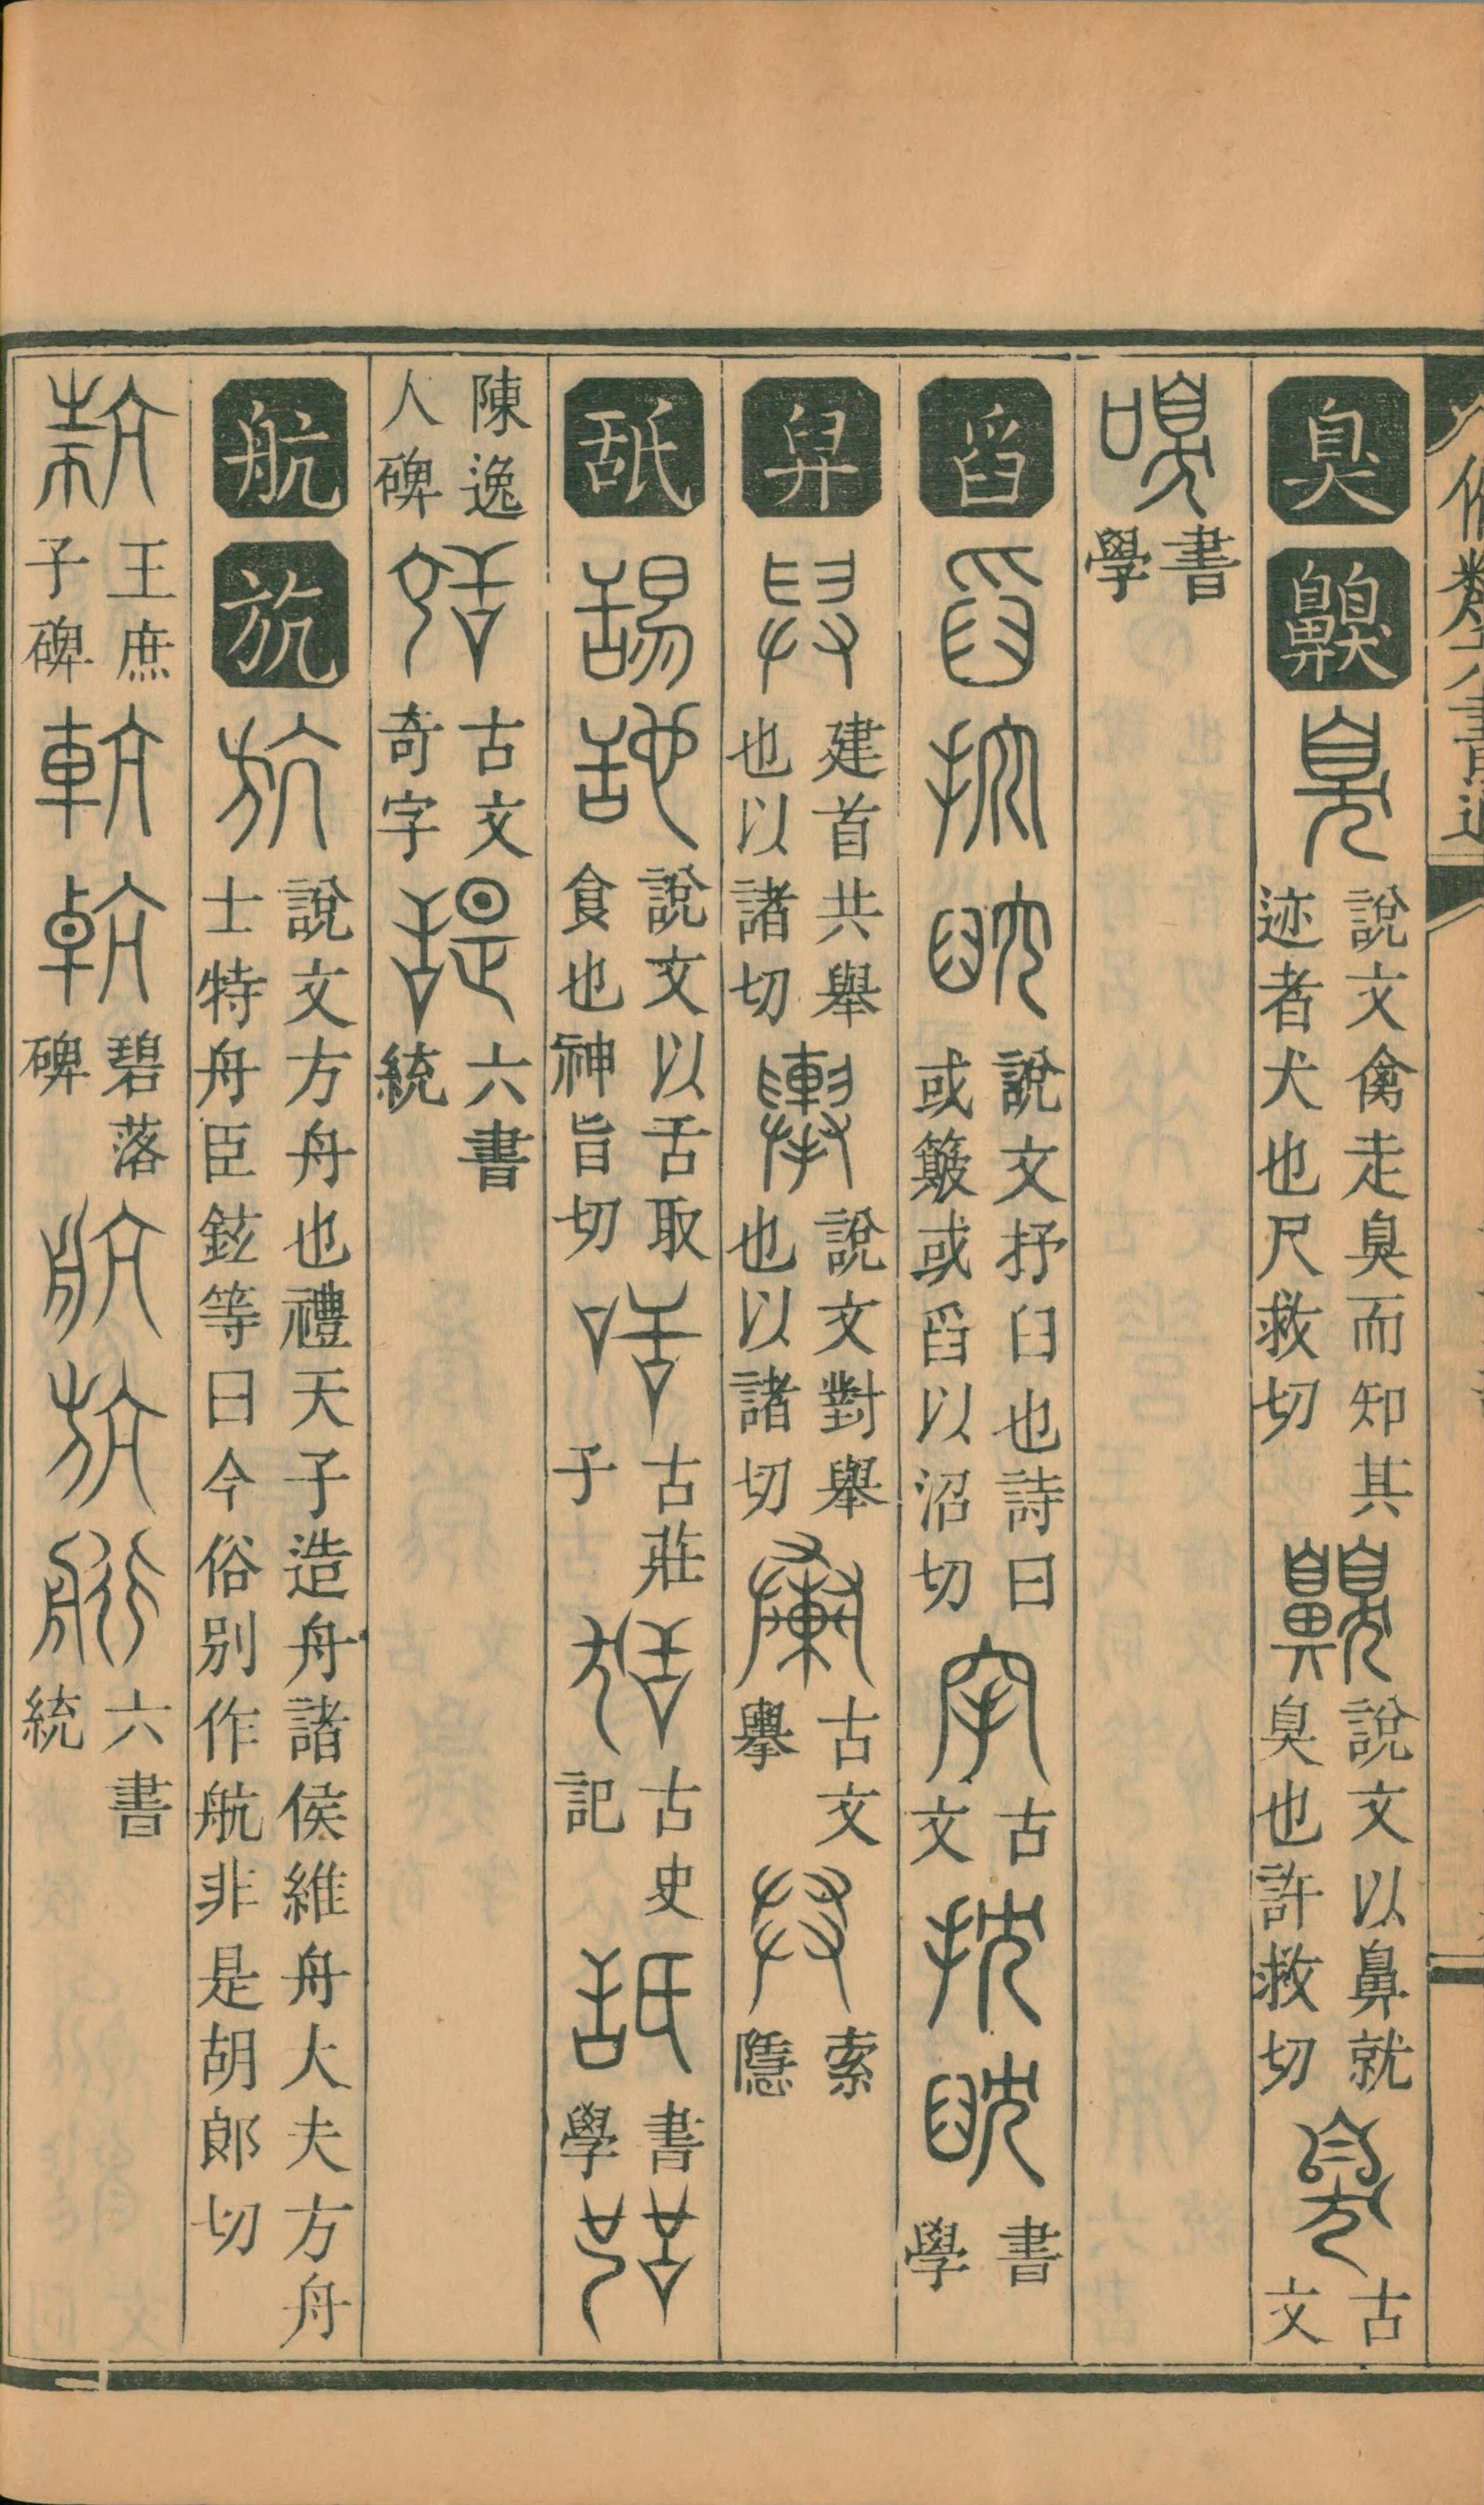 臭 齅 說文禽走臭而知其迹者犬也尺救切 說文以鼻就臭也許救切 古文
書學
舀 說文抒臼也詩曰或簸或舀以沼切 古文 書學
舁 建首共舉也以諸切 說文對舉也以諸切 古文 擧 索隱
舐 說文以舌取食也神旨切 古莊子 古史記 書學
陳逸人碑 古文奇字 六書統
航 斻 說文方舟也禮天子造舟諸侯維舟大夫方舟士特舟臣鉉等曰今俗別作航非是胡郎切
王庶子碑 碧落碑 六書統